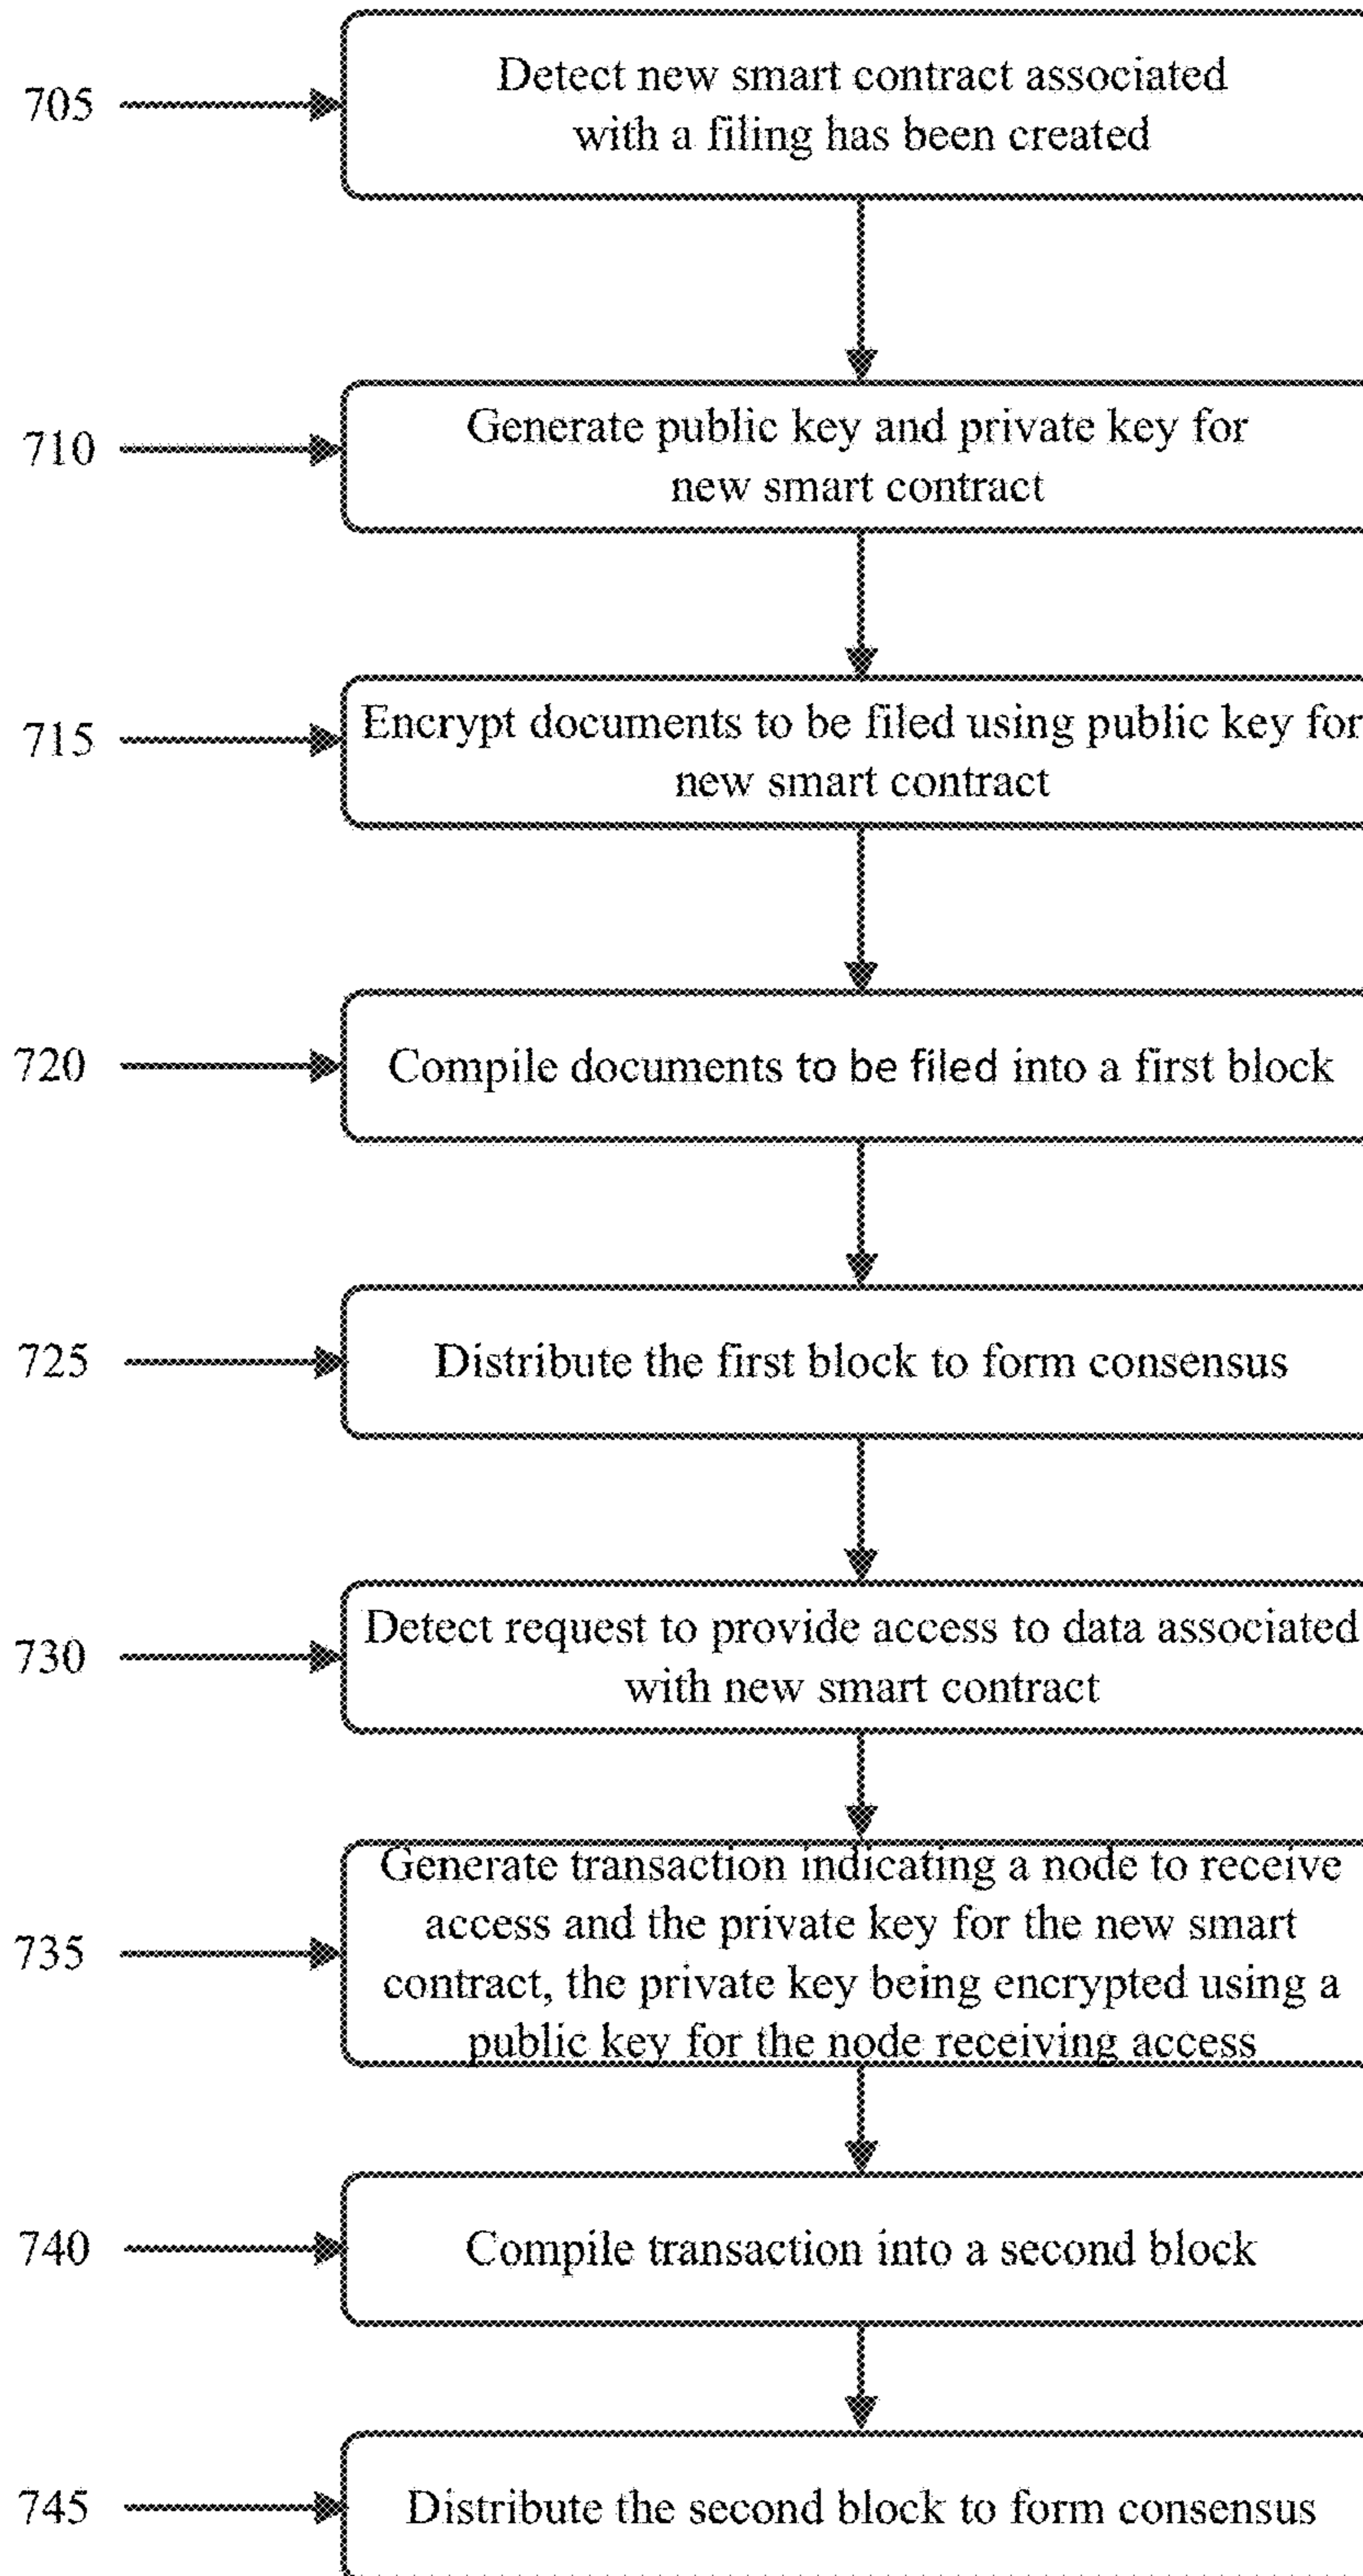 705
Detect new smart contract associated
with a filing has been created
710
Generate public key and private key for
new smart contract
715
Encrypt documents to be filed using public key for
new smart contract
720
Compile documents to be filed into a first block
725
Distribute the first block to form consensus
730
Detect request to provide access to data associated
with new smart contract
735
Generate transaction indicating a node to receive
access and the private key for the new smart
contract, the private key being encrypted using a
public key for the node receiving access
740
Compile transaction into a second block
745
Distribute the second block to form consensus